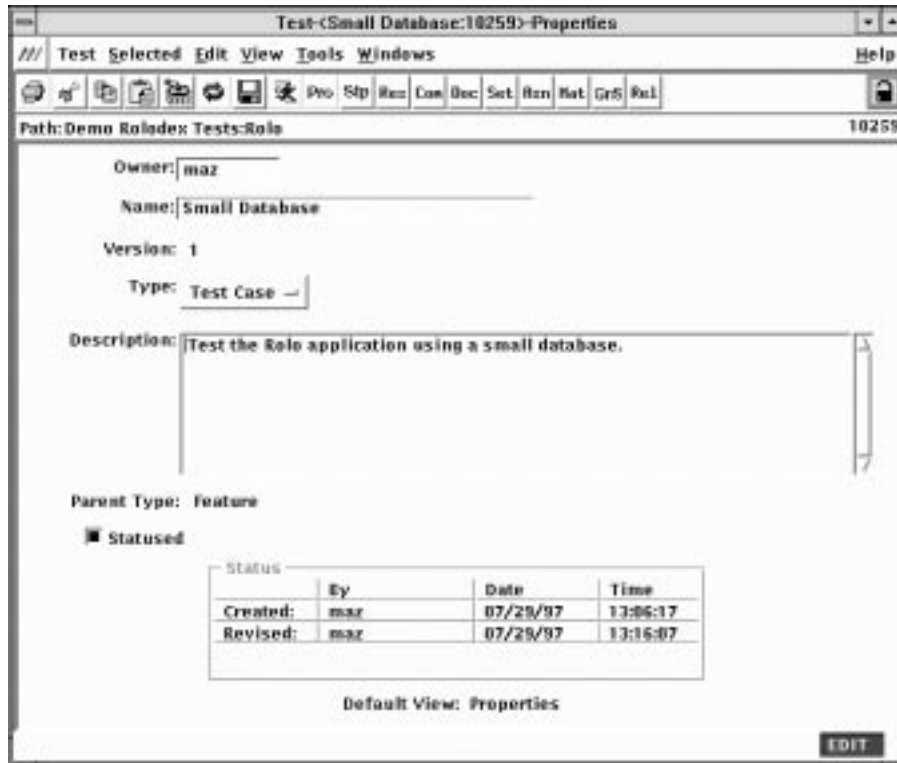 Test-<Small Database:10259>-Properties
/// Test Selected Edit View Tools Windows Help
Pro Stp Res Com Doc Set Asn Mat GrS Rel
Path:Demo Rolodex Tests:Rolo 10259
Owner: maz
Name: Small Database
Version: 1
Type: Test Case
Description: Test the Rolo application using a small database.
Parent Type: Feature
Statused
Status
By Date Time
Created: maz 07/29/97 13:06:17
Revised: maz 07/29/97 13:16:07
Default View: Properties
EDIT